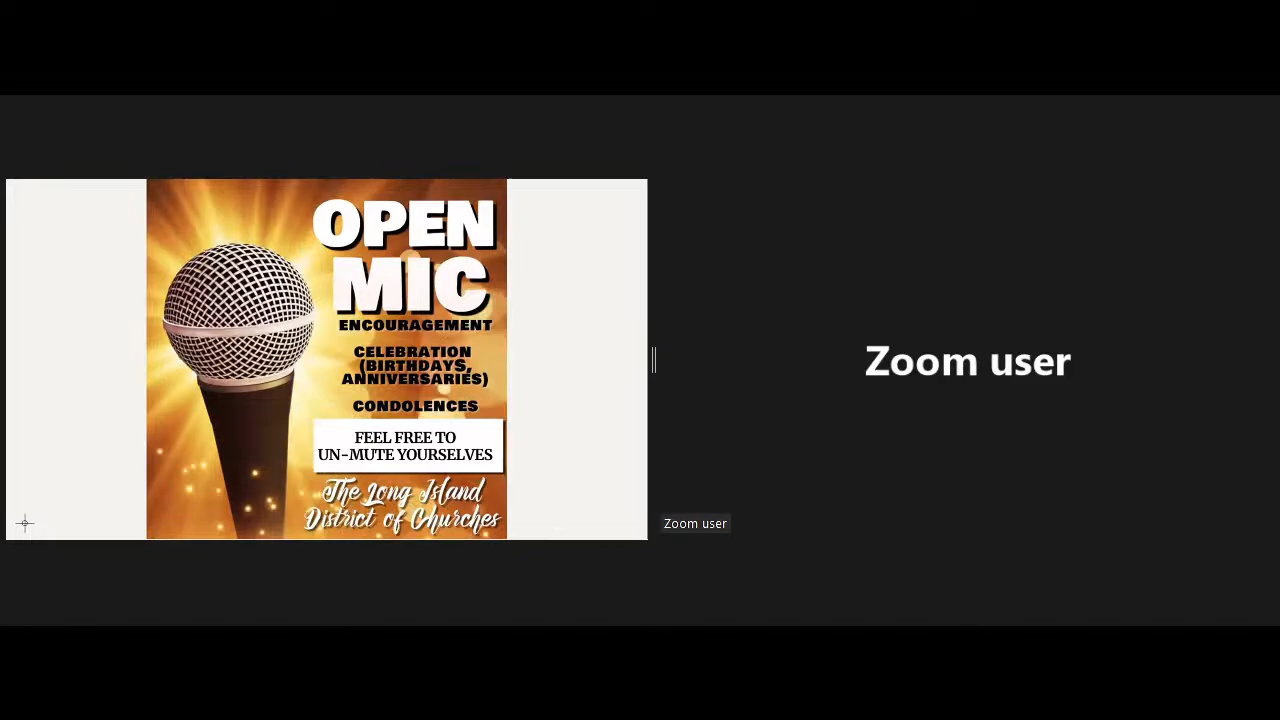 OPEN
MIC
ENCOURAGEMENT
CELEBRATION
(BIRTHDAYS,
ANNIVERSARIES)
CONDOLENCES
FEEL FREE TO
UN-MUTE YOURSELVES
The Long Island
District of Churches
Zoom user
Zoom user